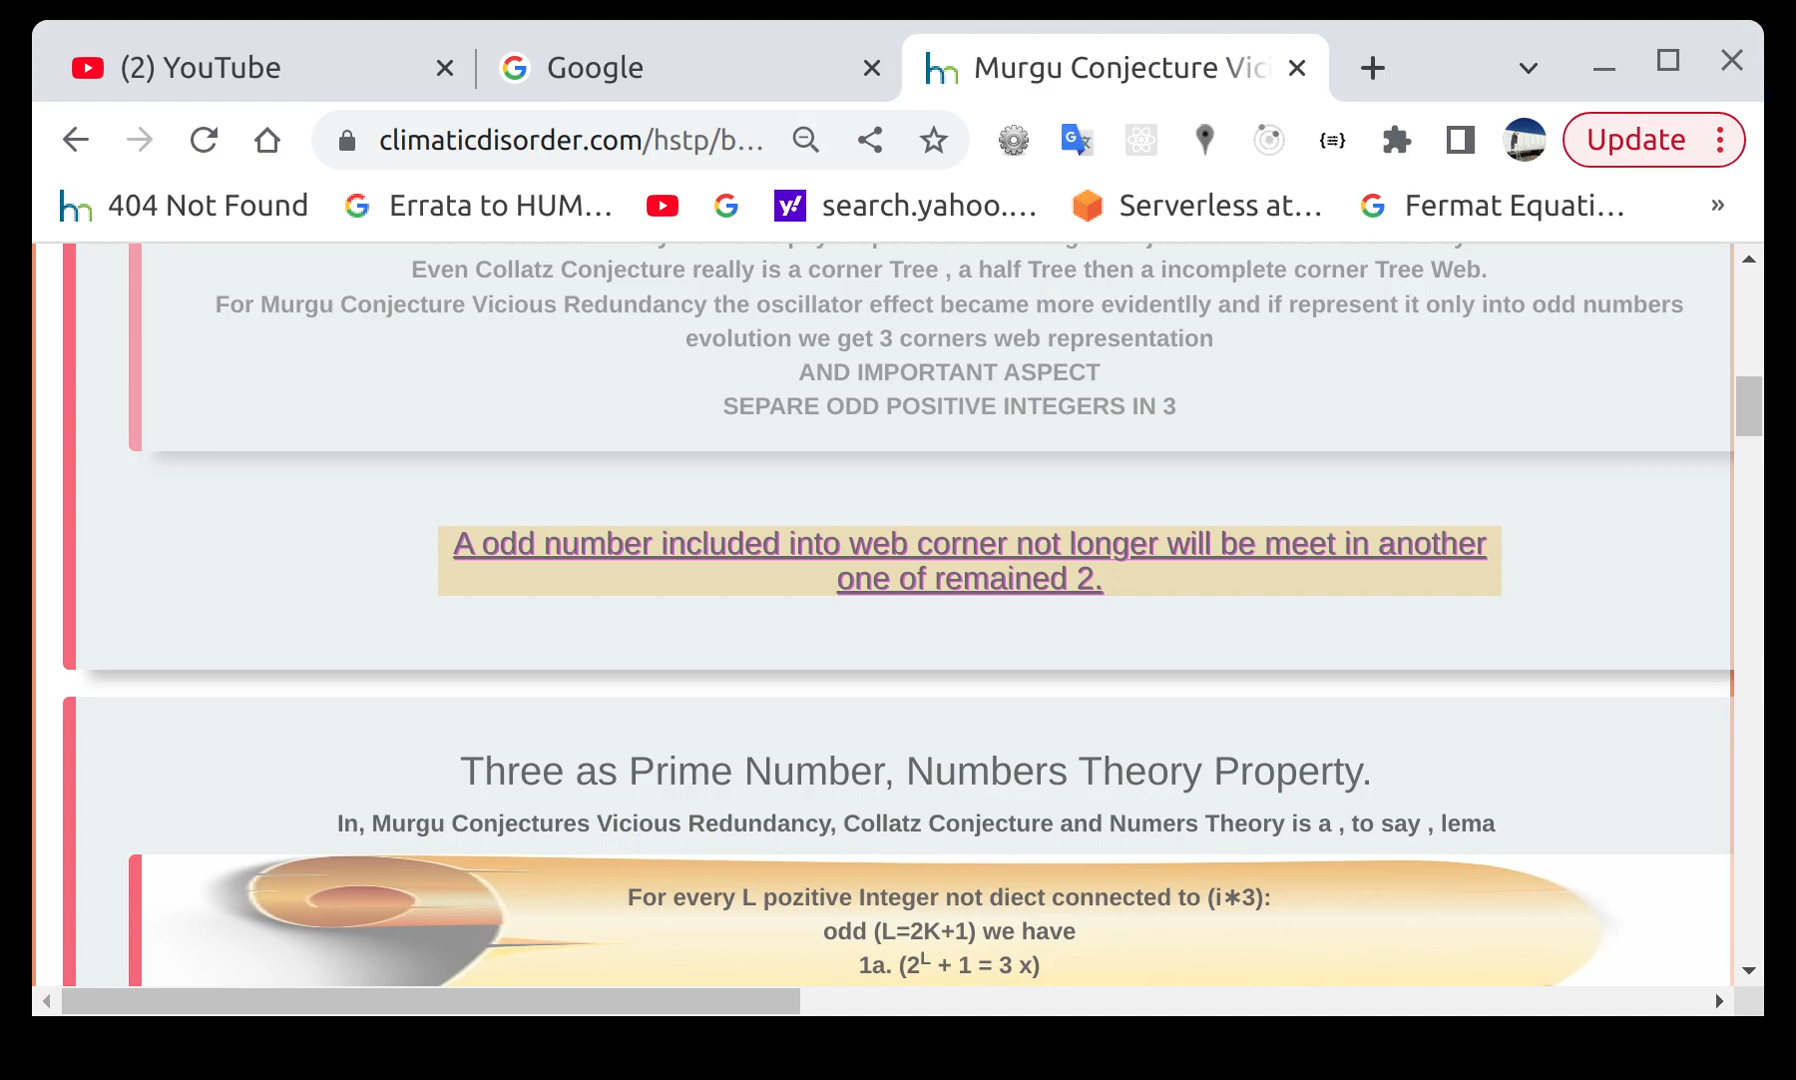 (2) YouTube
Google
Murgu Conjecture Vici
climaticdisorder.com/hstp/b...
Update
404 Not Found
Errata to HUM...
search.yahoo....
Serverless at...
Fermat Equati...
»
Even Collatz Conjecture really is a corner Tree , a half Tree then a incomplete corner Tree Web.
For Murgu Conjecture Vicious Redundancy the oscillator effect became more evidentlly and if represent it only into odd numbers
evolution we get 3 corners web representation
AND IMPORTANT ASPECT
SEPARE ODD POSITIVE INTEGERS IN 3
A odd number included into web corner not longer will be meet in another
one of remained 2.
Three as Prime Number, Numbers Theory Property.
In, Murgu Conjectures Vicious Redundancy, Collatz Conjecture and Numers Theory is a , to say , lema
For every L pozitive Integer not diect connected to (i∗3):
odd (L=2K+1) we have
1a. (2^L + 1 = 3 x)